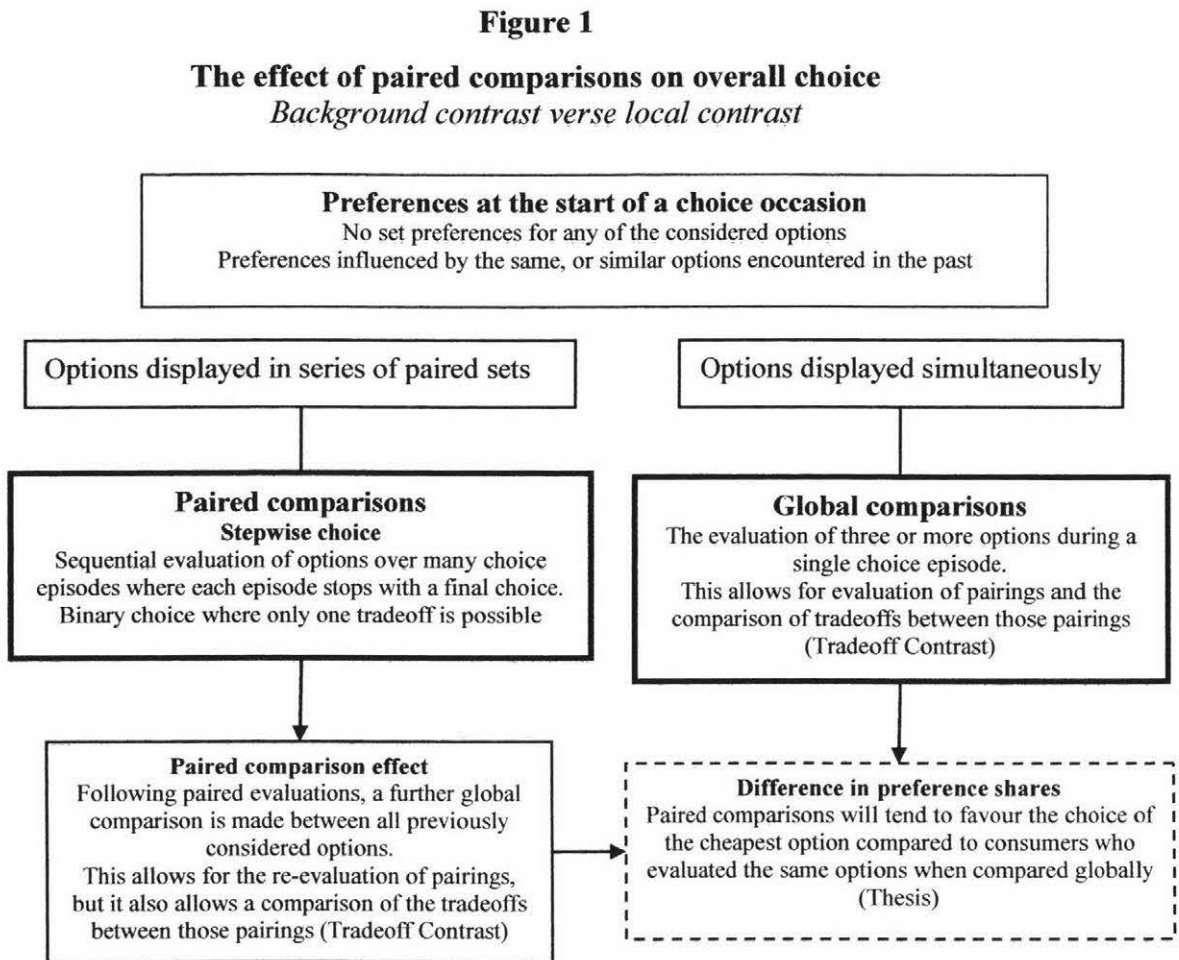 Figure 1
The effect of paired comparisons on overall choice
Background contrast verse local contrast
Preferences at the start of a choice occasion
No set preferences for any of the considered options
Preferences influenced by the same, or similar options encountered in the past
Options displayed in series of paired sets
Options displayed simultaneously
Paired comparisons
Stepwise choice
Sequential evaluation of options over many choice
episodes where each episode stops with a final choice.
Binary choice where only one tradeoff is possible
Global comparisons
The evaluation of three or more options during a
single choice episode.
This allows for evaluation of pairings and the
comparison of tradeoffs between those pairings
(Tradeoff Contrast)
Paired comparison effect
Following paired evaluations, a further global
comparison is made between all previously
considered options.
This allows for the re-evaluation of pairings,
but it also allows a comparison of the tradeoffs
between those pairings (Tradeoff Contrast)
Difference in preference shares
Paired comparisons will tend to favour the choice of
the cheapest option compared to consumers who
evaluated the same options when compared globally
(Thesis)